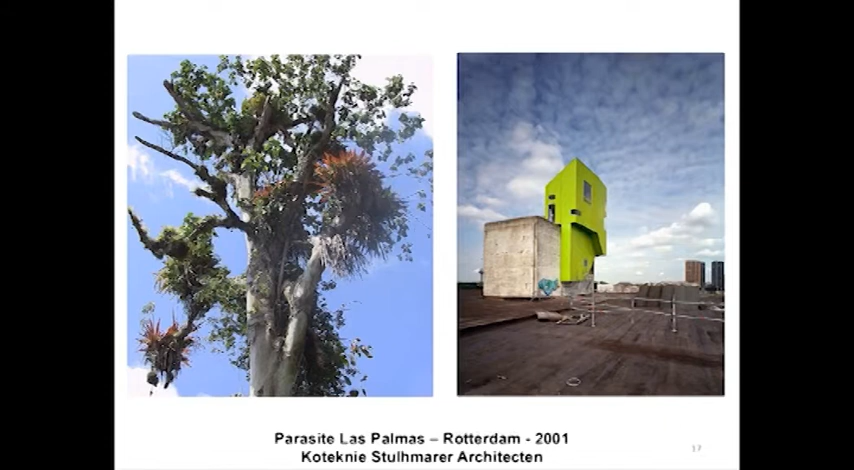 Parasite Las Palmas – Rotterdam - 2001
Koteknie Stulhmarer Architecten
17